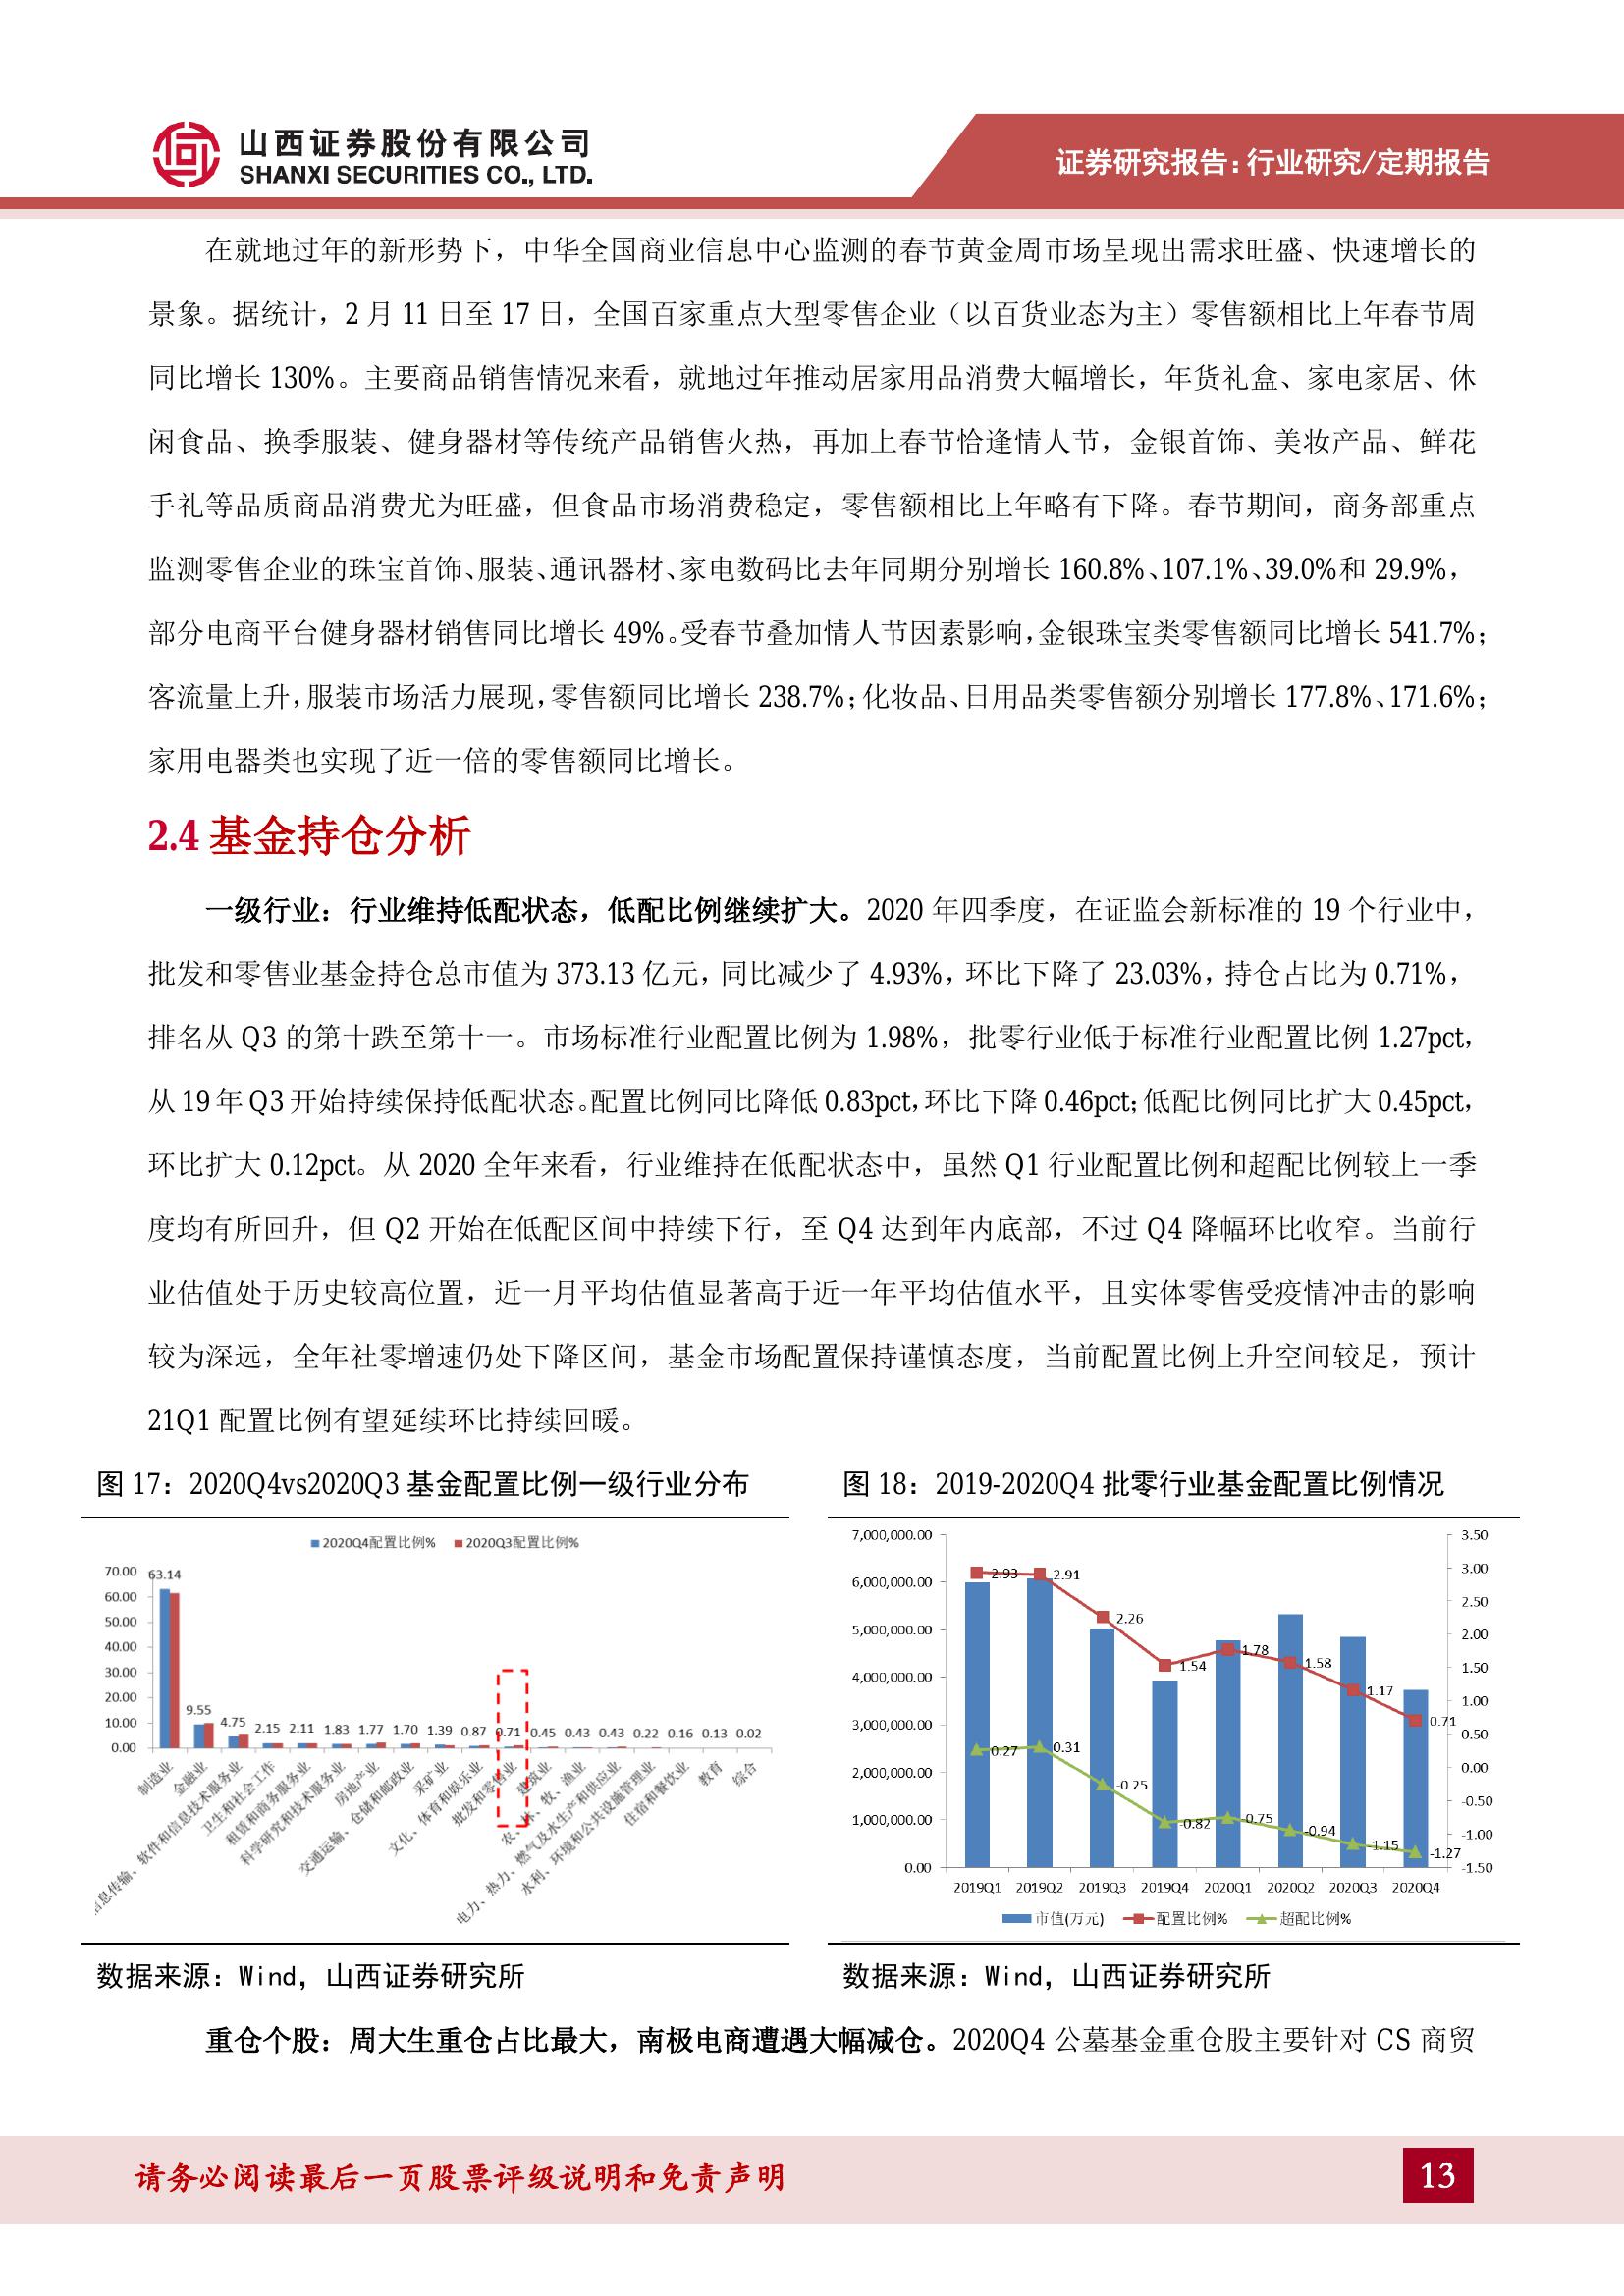 山西证券股份有限公司
SHANXI SECURITIES CO., LTD.
证券研究报告：行业研究/定期报告
在就地过年的新形势下，中华全国商业信息中心监测的春节黄金周市场呈现出需求旺盛、快速增长的
景象。据统计，2 月 11 日至 17 日，全国百家重点大型零售企业（以百货业态为主）零售额相比上年春节周
同比增长 130%。主要商品销售情况来看，就地过年推动居家用品消费大幅增长，年货礼盒、家电家居、休
闲食品、换季服装、健身器材等传统产品销售火热，再加上春节恰逢情人节，金银首饰、美妆产品、鲜花
手礼等品质商品消费尤为旺盛，但食品市场消费稳定，零售额相比上年略有下降。春节期间，商务部重点
监测零售企业的珠宝首饰、服装、通讯器材、家电数码比去年同期分别增长 160.8%、107.1%、39.0%和 29.9%，
部分电商平台健身器材销售同比增长 49%。受春节叠加情人节因素影响，金银珠宝类零售额同比增长 541.7%；
客流量上升，服装市场活力展现，零售额同比增长 238.7%；化妆品、日用品类零售额分别增长 177.8%、171.6%；
家用电器类也实现了近一倍的零售额同比增长。
2.4 基金持仓分析
一级行业：行业维持低配状态，低配比例继续扩大。2020 年四季度，在证监会新标准的 19 个行业中，
批发和零售业基金持仓总市值为 373.13 亿元，同比减少了 4.93%，环比下降了 23.03%，持仓占比为 0.71%，
排名从 Q3 的第十跌至第十一。市场标准行业配置比例为 1.98%，批零行业低于标准行业配置比例 1.27pct，
从 19 年 Q3 开始持续保持低配状态。配置比例同比降低 0.83pct，环比下降 0.46pct；低配比例同比扩大 0.45pct，
环比扩大 0.12pct。从 2020 全年来看，行业维持在低配状态中，虽然 Q1 行业配置比例和超配比例较上一季
度均有所回升，但 Q2 开始在低配区间中持续下行，至 Q4 达到年内底部，不过 Q4 降幅环比收窄。当前行
业估值处于历史较高位置，近一月平均估值显著高于近一年平均估值水平，且实体零售受疫情冲击的影响
较为深远，全年社零增速仍处下降区间，基金市场配置保持谨慎态度，当前配置比例上升空间较足，预计
21Q1 配置比例有望延续环比持续回暖。
图 17：2020Q4vs2020Q3 基金配置比例一级行业分布
2020Q4配置比例% 2020Q3配置比例%
70.00
60.00
50.00
40.00
30.00
20.00
10.00
0.00
63.14 9.55 4.75 2.15 2.11 1.83 1.77 1.70 1.39 0.87 0.71 0.45 0.43 0.43 0.22 0.16 0.13 0.02
制造业
金融业
信息传输、软件和信息技术服务业
卫生和社会工作
租赁和商务服务业
科学研究和技术服务业
房地产业
交通运输、仓储和邮政业
采矿业
文化、体育和娱乐业
批发和零售业
建筑业
农、林、牧、渔业
电力、热力、燃气及水生产和供应业
水利、环境和公共设施管理业
住宿和餐饮业
教育
综合
数据来源：Wind，山西证券研究所
图 18：2019-2020Q4 批零行业基金配置比例情况
7,000,000.00
6,000,000.00
5,000,000.00
4,000,000.00
3,000,000.00
2,000,000.00
1,000,000.00
0.00
3.50
3.00
2.50
2.00
1.50
1.00
0.50
0.00
-0.50
-1.00
-1.50
2.93 2.91 2.26 1.54 1.78 1.58 1.17 0.71
0.27 0.31 -0.25 -0.82 -0.75 -0.94 -1.15 -1.27
2019Q1 2019Q2 2019Q3 2019Q4 2020Q1 2020Q2 2020Q3 2020Q4
市值(万元) 配置比例% 超配比例%
数据来源：Wind，山西证券研究所
重仓个股：周大生重仓占比最大，南极电商遭遇大幅减仓。2020Q4 公墓基金重仓股主要针对 CS 商贸
请务必阅读最后一页股票评级说明和免责声明
13